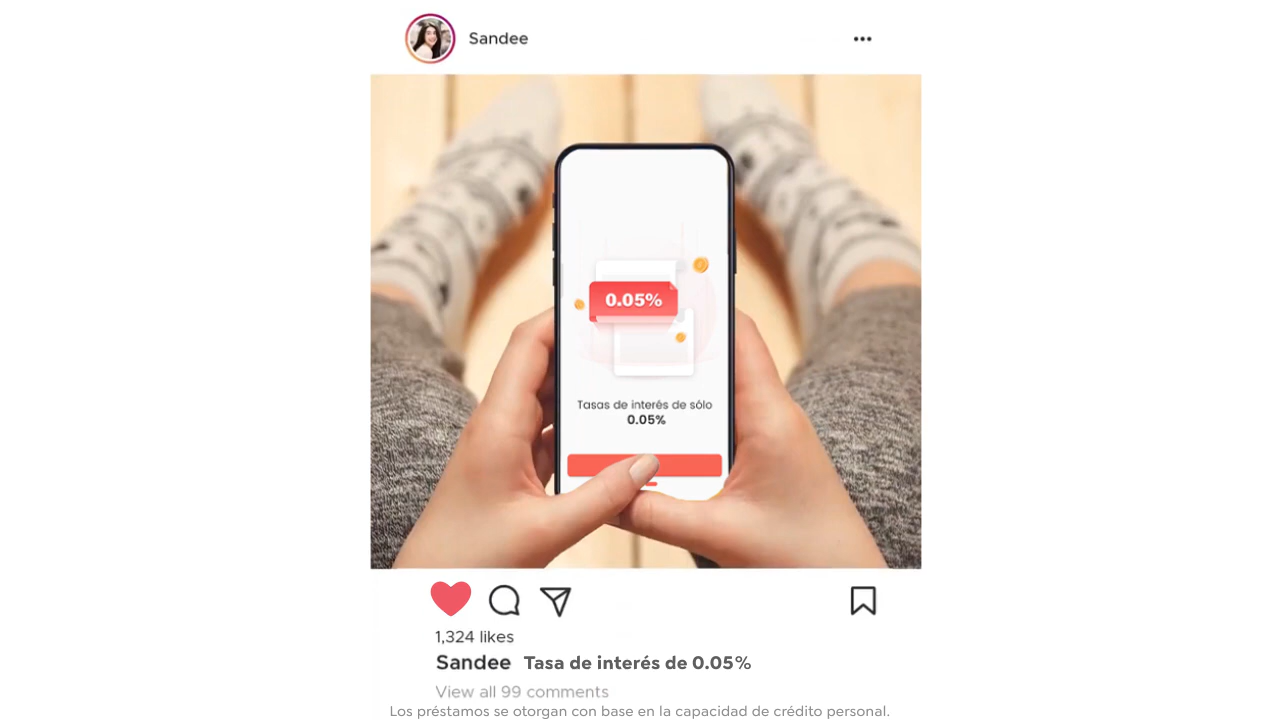 Sandee
0.05%
Tasas de interés de sólo
0.05%
1,324 likes
Sandee Tasa de interés de 0.05%
View all 99 comments
Los préstamos se otorgan con base en la capacidad de crédito personal.